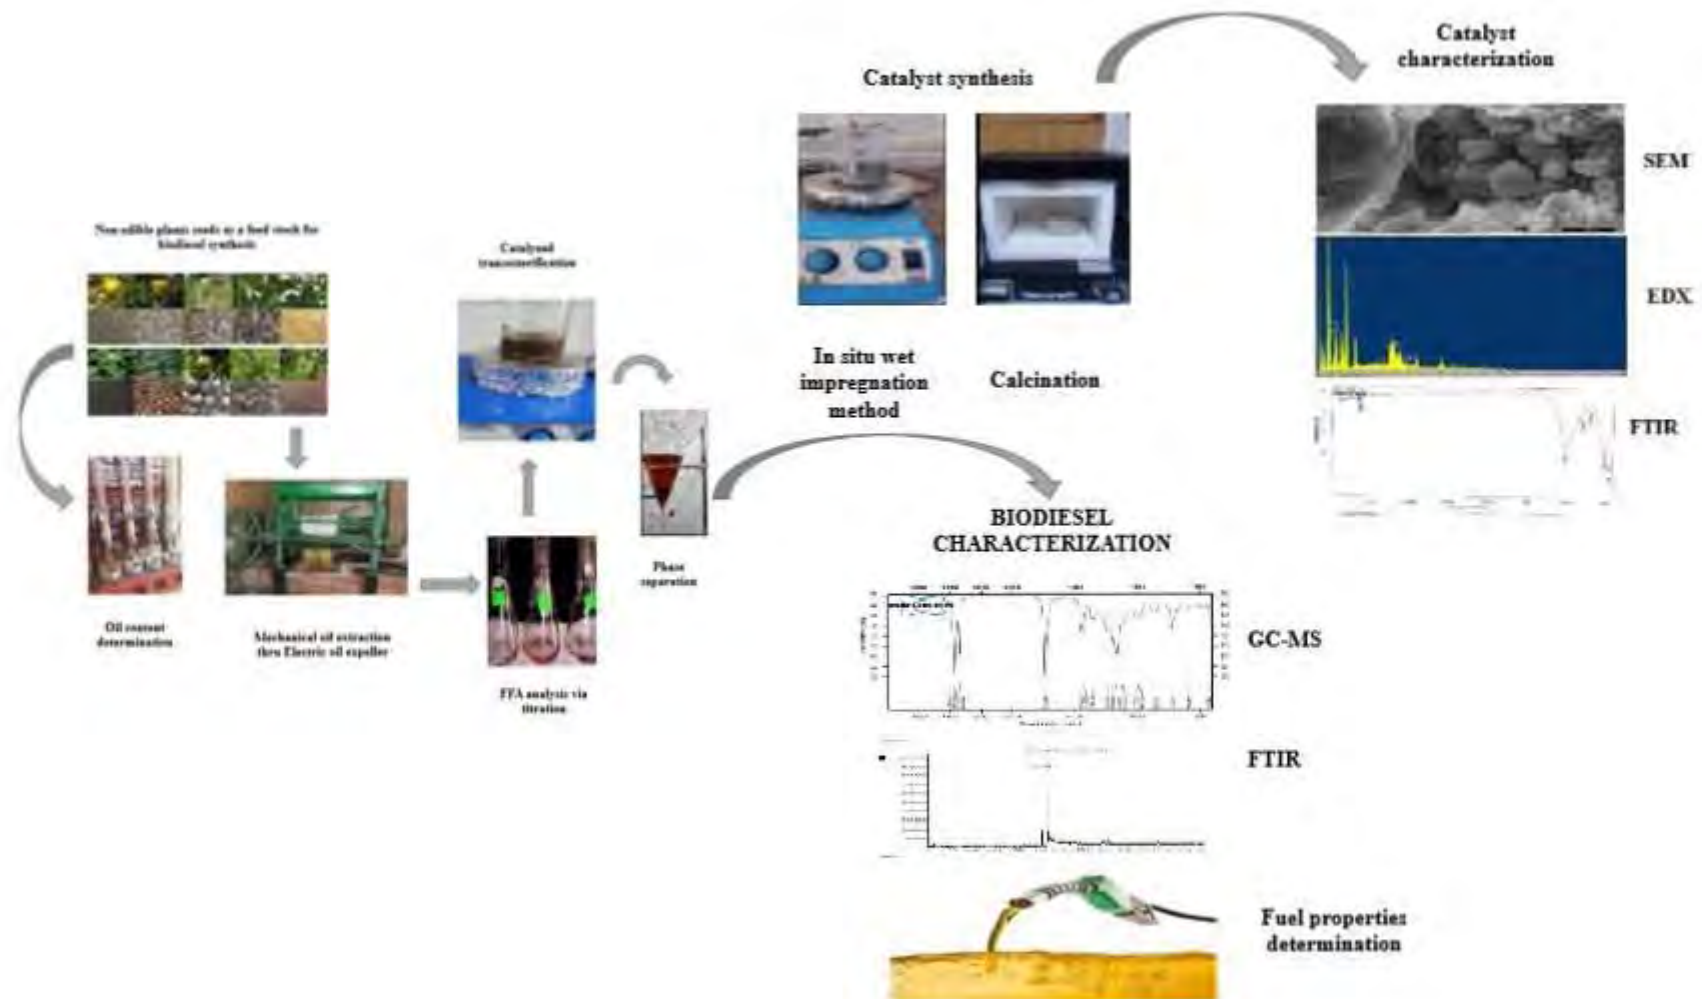 Catalyst
characterization
Catalyst synthesis
SEM
EDX
FTIR
Non-edible plants seeds as a feed stock for
biodiesel synthesis
Catalysed
transesterification
In situ wet
impregnation
method
Calcination
Phase
separation
Oil content
determination
Mechanical oil extraction
thru Electric oil expeller
FFA analysis via
titration
BIODIESEL
CHARACTERIZATION
GC-MS
FTIR
Fuel properties
determination